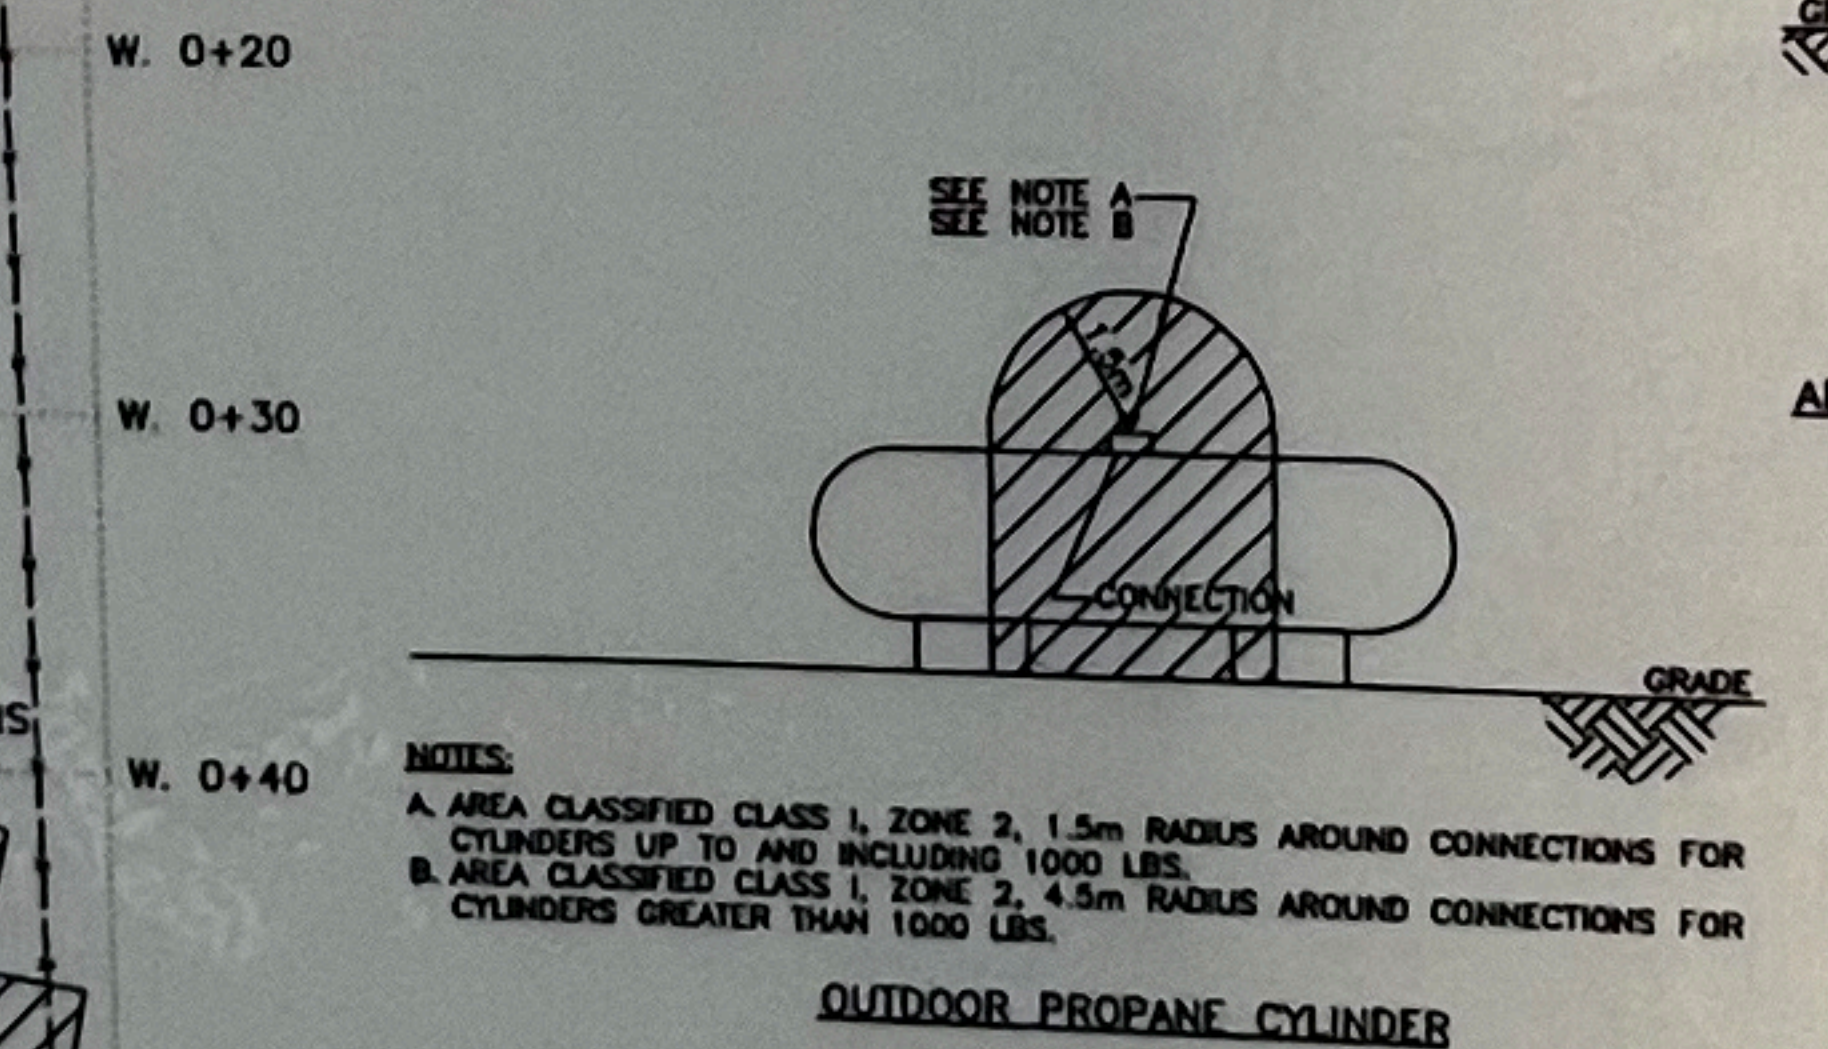 W. 0+20
SEE NOTE A
SEE NOTE B
1.5m
W. 0+30
CONNECTION
GRADE
W. 0+40
NOTES:
A. AREA CLASSIFIED CLASS I, ZONE 2, 1.5m RADIUS AROUND CONNECTIONS FOR
CYLINDERS UP TO AND INCLUDING 1000 LBS.
B. AREA CLASSIFIED CLASS I, ZONE 2, 4.5m RADIUS AROUND CONNECTIONS FOR
CYLINDERS GREATER THAN 1000 LBS.
OUTDOOR PROPANE CYLINDER